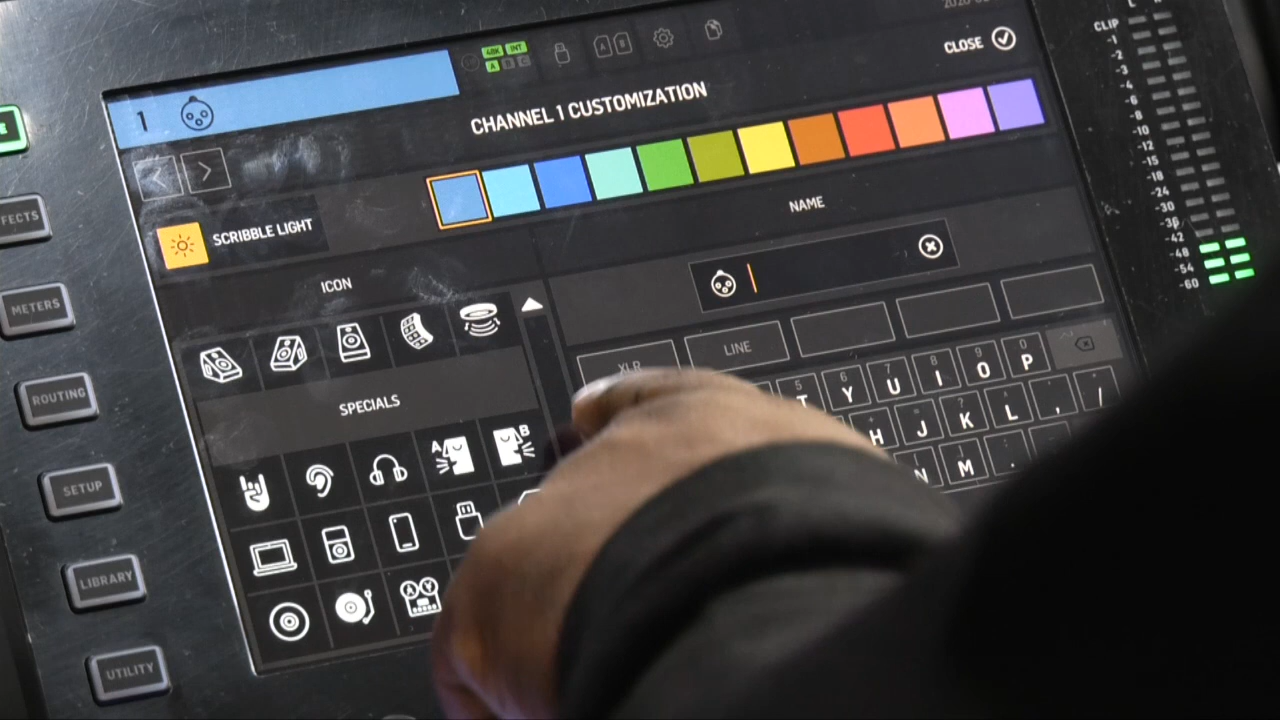 CLIP
1
48K INT
A B C
A B
CLOSE
CHANNEL 1 CUSTOMIZATION
SCRIBBLE LIGHT
NAME
ICON
XLR
LINE
SPECIALS
A
B
5 6 7 8 9 0
T Y U I O P
H J K L , /
N M .
FECTS
METERS
ROUTING
SETUP
LIBRARY
UTILITY
-1
-2
-3
-4
-6
-8
-10
-12
-15
-18
-24
-30
-36
-42
-48
-54
-60